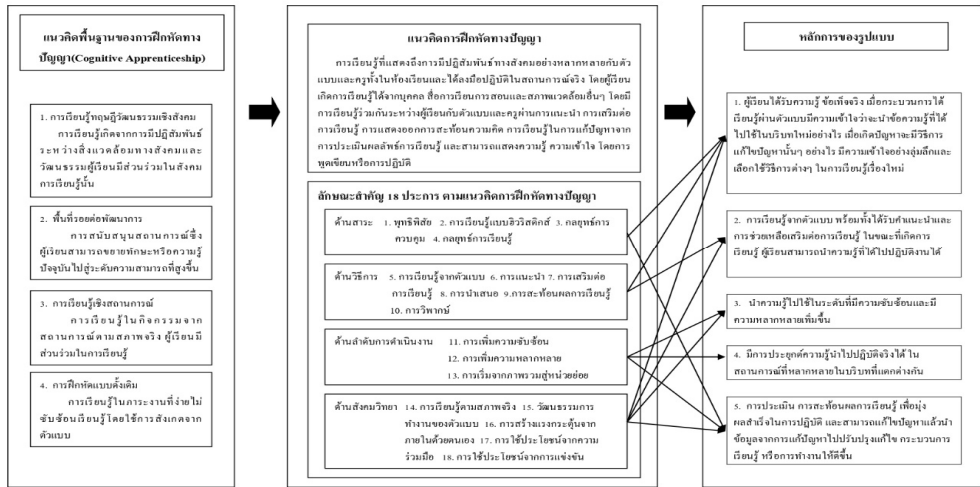 แนวคิดพื้นฐานของการฝึกหัดทาง
ปัญญา(Cognitive Apprenticeship)
1. การเรียนรู้ทฤษฎีวัฒนธรรมเชิงสังคม
การเรียนรู้เกิดจากการมีปฏิสัมพันธ์
ระหว่างสิ่งแวดล้อมทางสังคมและ
วัฒนธรรมผู้เรียนมีส่วนร่วมในสังคม
การเรียนรู้นั้น
2. พื้นที่รอยต่อพัฒนาการ
การสนับสนุนสถานการณ์ซึ่ง
ผู้เรียนสามารถขยายทักษะหรือความรู้
ปัจจุบันไปสู่ระดับความสามารถที่สูงขึ้น
3. การเรียนรู้เชิงสถานการณ์
การเรียนรู้ในกิจกรรมจาก
สถานการณ์ตามสภาพจริง ผู้เรียนมี
ส่วนร่วมในการเรียนรู้
4. การฝึกหัดแบบดั้งเดิม
การเรียนรู้ในภาระงานที่ง่ายไม่
ซับซ้อนเรียนรู้โดยใช้การสังเกตจาก
ตัวแบบ
แนวคิดการฝึกหัดทางปัญญา
การเรียนรู้ที่แสดงถึงการมีปฏิสัมพันธ์ทางสังคมอย่างหลากหลายกับตัว
แบบและครูทั้งในห้องเรียนและได้ลงมือปฏิบัติในสถานการณ์จริง โดยผู้เรียน
เกิดการเรียนรู้ได้จากบุคคล สื่อการเรียนการสอนและสภาพแวดล้อมอื่นๆ โดยมี
การเรียนรู้ร่วมกันระหว่างผู้เรียนกับตัวแบบและครูผ่านการแนะนำ การเสริมต่อ
การเรียนรู้ การแสดงออกการสะท้อนความคิด การเรียนรู้ในการแก้ปัญหาจาก
การประเมินผลลัพธ์การเรียนรู้ และสามารถแสดงความรู้ ความเข้าใจ โดยการ
พูดเขียนหรือการปฏิบัติ
ลักษณะสำคัญ 18 ประการ ตามแนวคิดการฝึกหัดทางปัญญา
ด้านสาระ 1. พุทธิพิสัย 2. การเรียนรู้แบบฮิวริสติกส์ 3. กลยุทธ์การ
ควบคุม 4. กลยุทธ์การเรียนรู้
ด้านวิธีการ 5. การเรียนรู้จากตัวแบบ 6. การแนะนำ 7. การเสริมต่อ
การเรียนรู้ 8. การนำเสนอ 9.การสะท้อนผลการเรียนรู้
10. การวิพากษ์
ด้านลำดับการดำเนินงาน 11. การเพิ่มความซับซ้อน
12. การเพิ่มความหลากหลาย
13. การเริ่มจากภาพรวมสู่หน่วยย่อย
ด้านสังคมวิทยา 14. การเรียนรู้ตามสภาพจริง 15. วัฒนธรรมการ
ทำงานของตัวแบบ 16. การสร้างแรงกระตุ้นจาก
ภายในด้วยตนเอง 17. การใช้ประโยชน์จากความ
ร่วมมือ 18. การใช้ประโยชน์จากการแข่งขัน
หลักการของรูปแบบ
1. ผู้เรียนได้รับความรู้ ข้อเท็จจริง เมื่อกระบวนการได้
เรียนรู้ผ่านตัวแบบมีความเข้าใจว่าจะนำข้อความรู้ที่ได้
ไปใช้ในบริบทใหม่อย่างไร เมื่อเกิดปัญหาจะมีวิธีการ
แก้ไขปัญหานั้นๆ อย่างไร มีความเข้าใจอย่างลุ่มลึกและ
เลือกใช้วิธีการต่างๆ ในการเรียนรู้เรื่องใหม่
2. การเรียนรู้จากตัวแบบ พร้อมทั้งได้รับคำแนะนำและ
การช่วยเหลือเสริมต่อการเรียนรู้ ในขณะที่เกิดการ
เรียนรู้ ผู้เรียนสามารถนำความรู้ที่ได้ไปปฏิบัติงานได้
3. นำความรู้ไปใช้ในระดับที่มีความซับซ้อนและมี
ความหลากหลายเพิ่มขึ้น
4. มีการประยุกต์ความรู้นำไปปฏิบัติจริงได้ ใน
สถานการณ์ที่หลากหลายในบริบทที่แตกต่างกัน
5. การประเมิน การสะท้อนผลการเรียนรู้ เพื่อมุ่ง
ผลสำเร็จในการปฏิบัติ และสามารถแก้ไขปัญหาแล้วนำ
ข้อมูลจากการแก้ปัญหาไปปรับปรุงแก้ไข กระบวนการ
เรียนรู้ หรือการทำงานให้ดีขึ้น